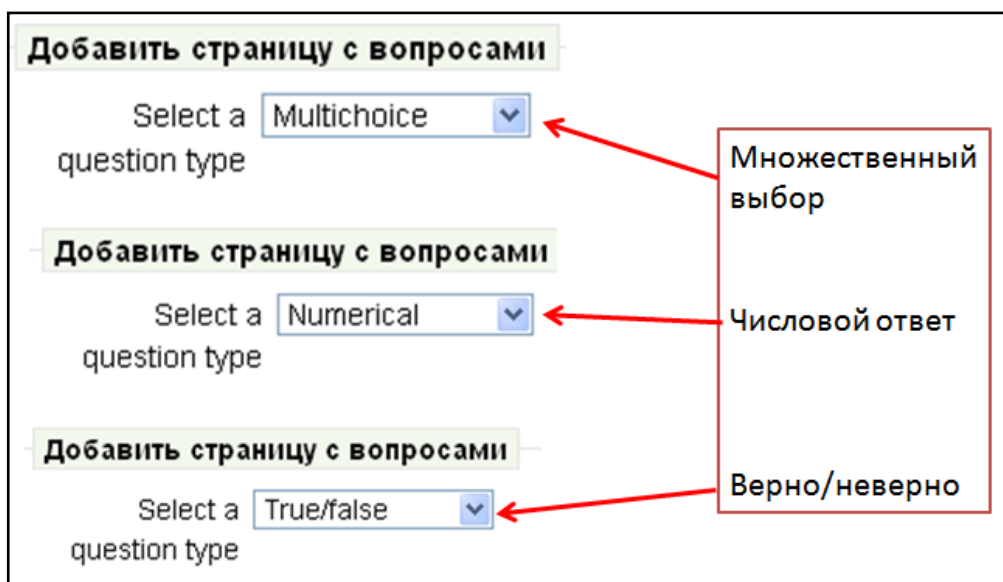 Добавить страницу с вопросами
Select a Multichoice
question type
Множественный
выбор
Добавить страницу с вопросами
Select a Numerical
question type
Числовой ответ
Добавить страницу с вопросами
Select a True/false
question type
Верно/неверно